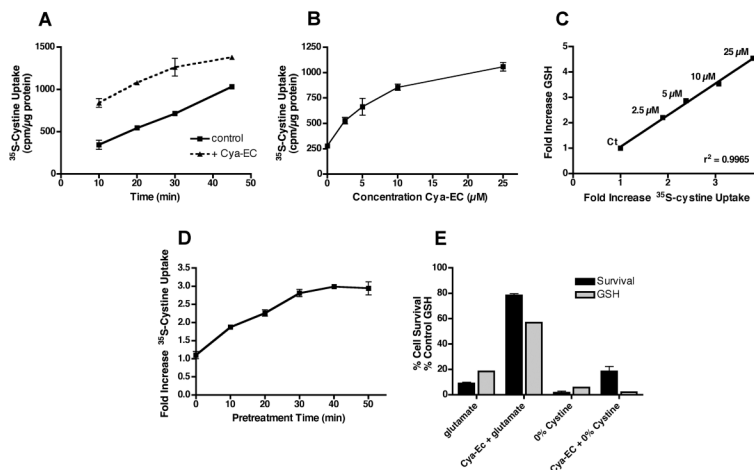 A
35S-Cystine Uptake
(cpm/µg protein)
1500
1000
500
0
0 10 20 30 40 50
Time (min)
control
+ Cya-EC
B
35S-Cystine Uptake
(cpm/µg protein)
1250
1000
750
500
250
0
0 5 10 15 20 25
Concentration Cya-EC (µM)
C
Fold Increase GSH
5
4
3
2
1
0
0 1 2 3
Fold Increase 35S-cystine Uptake
Ct
2.5 µM
5 µM
10 µM
25 µM
r2 = 0.9965
D
Fold Increase 35S-Cystine Uptake
4.0
3.0
2.5
2.0
1.5
1.0
0.5
0.0
0 10 20 30 40 50
Pretreatment Time (min)
E
% Cell Survival
% Control GSH
100
80
60
40
20
0
Survival
GSH
glutamate
Cya-Ec + glutamate
0% Cystine
Cya-EC + 0% Cystine